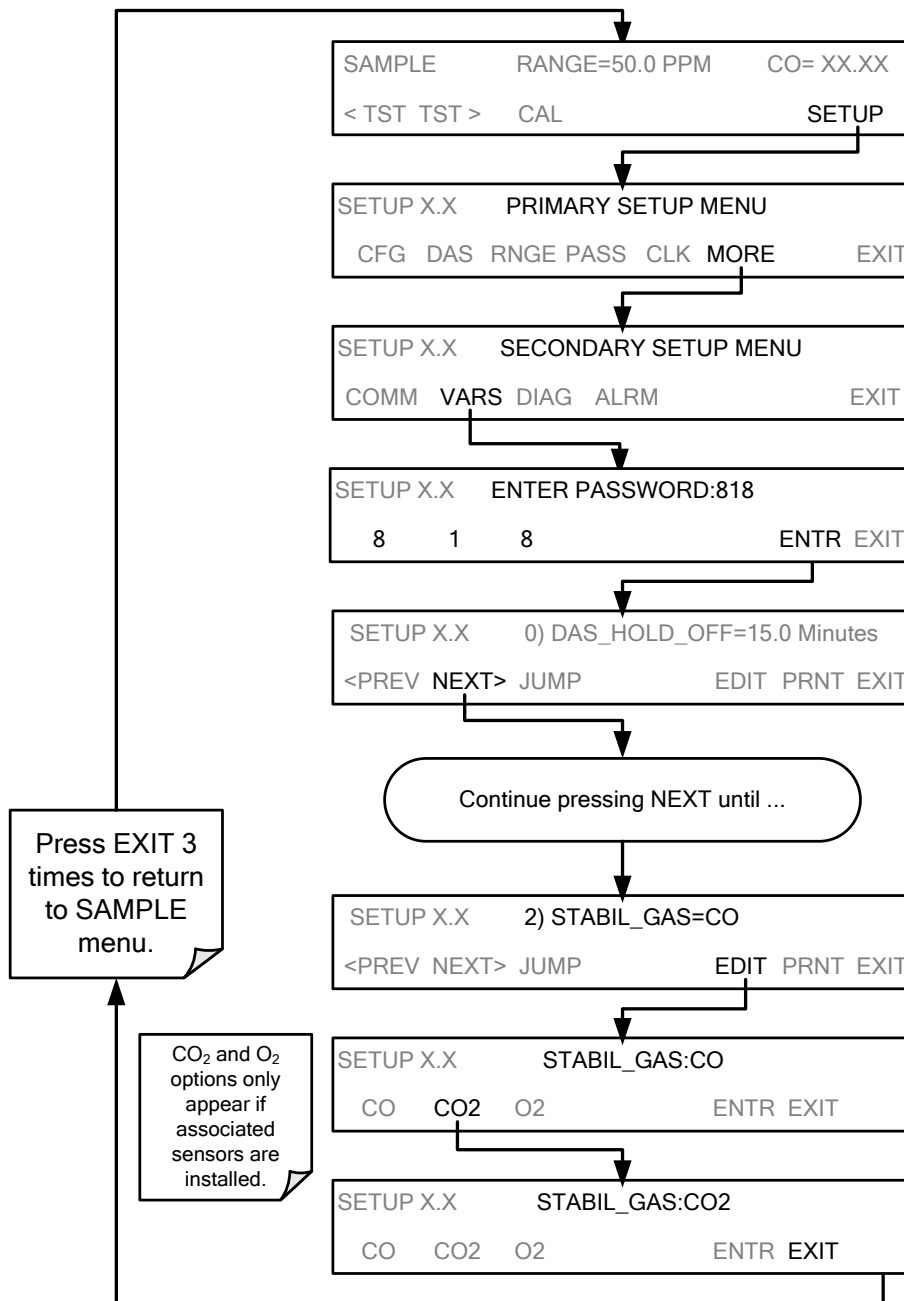 SAMPLE RANGE=50.0 PPM CO= XX.XX
< TST TST > CAL SETUP
SETUP X.X PRIMARY SETUP MENU
CFG DAS RNGE PASS CLK MORE EXIT
SETUP X.X SECONDARY SETUP MENU
COMM VARS DIAG ALRM EXIT
SETUP X.X ENTER PASSWORD:818
8 1 8 ENTR EXIT
SETUP X.X 0) DAS_HOLD_OFF=15.0 Minutes
<PREV NEXT> JUMP EDIT PRNT EXIT
Continue pressing NEXT until ...
Press EXIT 3
times to return
to SAMPLE
menu.
SETUP X.X 2) STABIL_GAS=CO
<PREV NEXT> JUMP EDIT PRNT EXIT
CO₂ and O₂
options only
appear if
associated
sensors are
installed.
SETUP X.X STABIL_GAS:CO
CO CO2 O2 ENTR EXIT
SETUP X.X STABIL_GAS:CO2
CO CO2 O2 ENTR EXIT